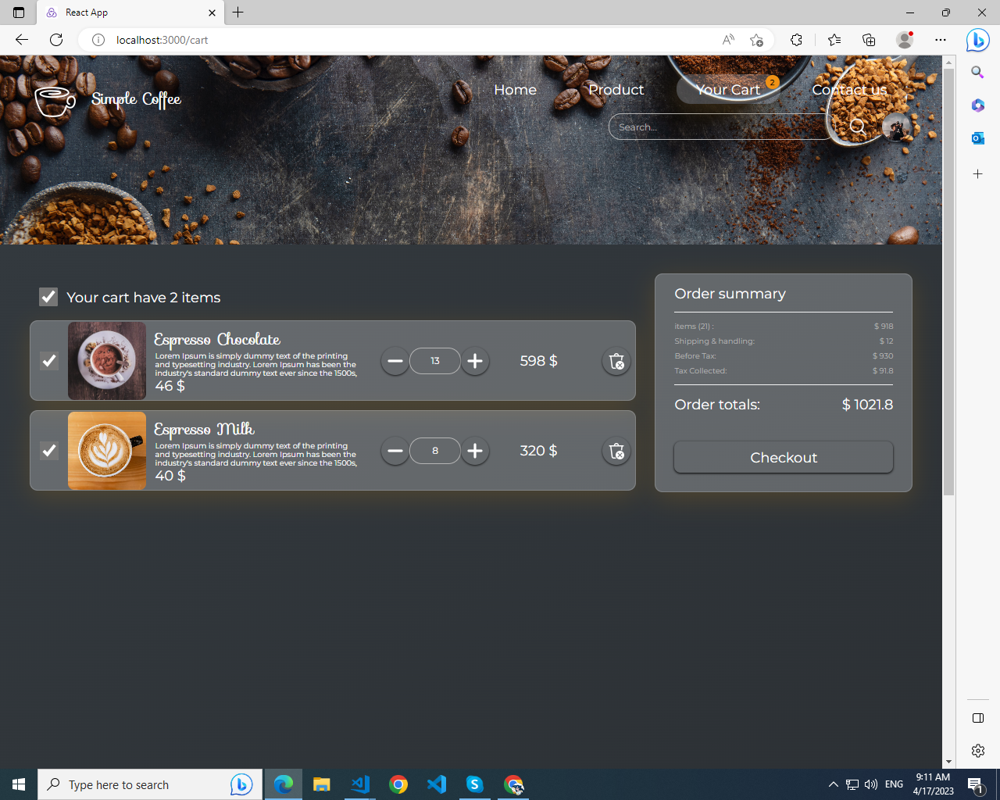 React App
localhost:3000/cart
Simple Coffee
Home
Product
Your Cart
2
Contact us
Search...
Your cart have 2 items
Espresso Chocolate
Lorem Ipsum is simply dummy text of the printing
and typesetting industry. Lorem Ipsum has been the
industry's standard dummy text ever since the 1500s,
46 $
13
598 $
Espresso Milk
Lorem Ipsum is simply dummy text of the printing
and typesetting industry. Lorem Ipsum has been the
industry's standard dummy text ever since the 1500s,
40 $
8
320 $
Order summary
items (21) : $ 918
Shipping & handling: $ 12
Before Tax: $ 930
Tax Collected: $ 91.8
Order totals: $ 1021.8
Checkout
Type here to search
ENG
9:11 AM
4/17/2023
1